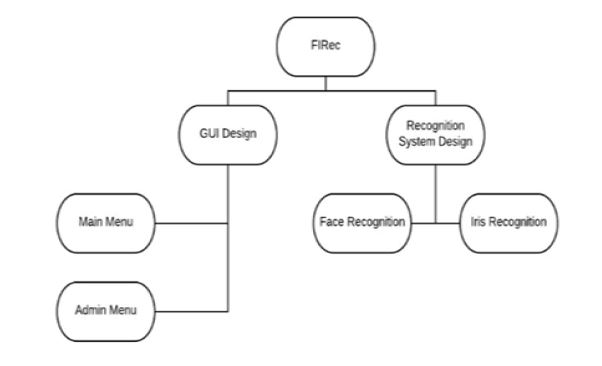 FIRec
GUI Design
Recognition
System Design
Main Menu
Face Recognition
Iris Recognition
Admin Menu